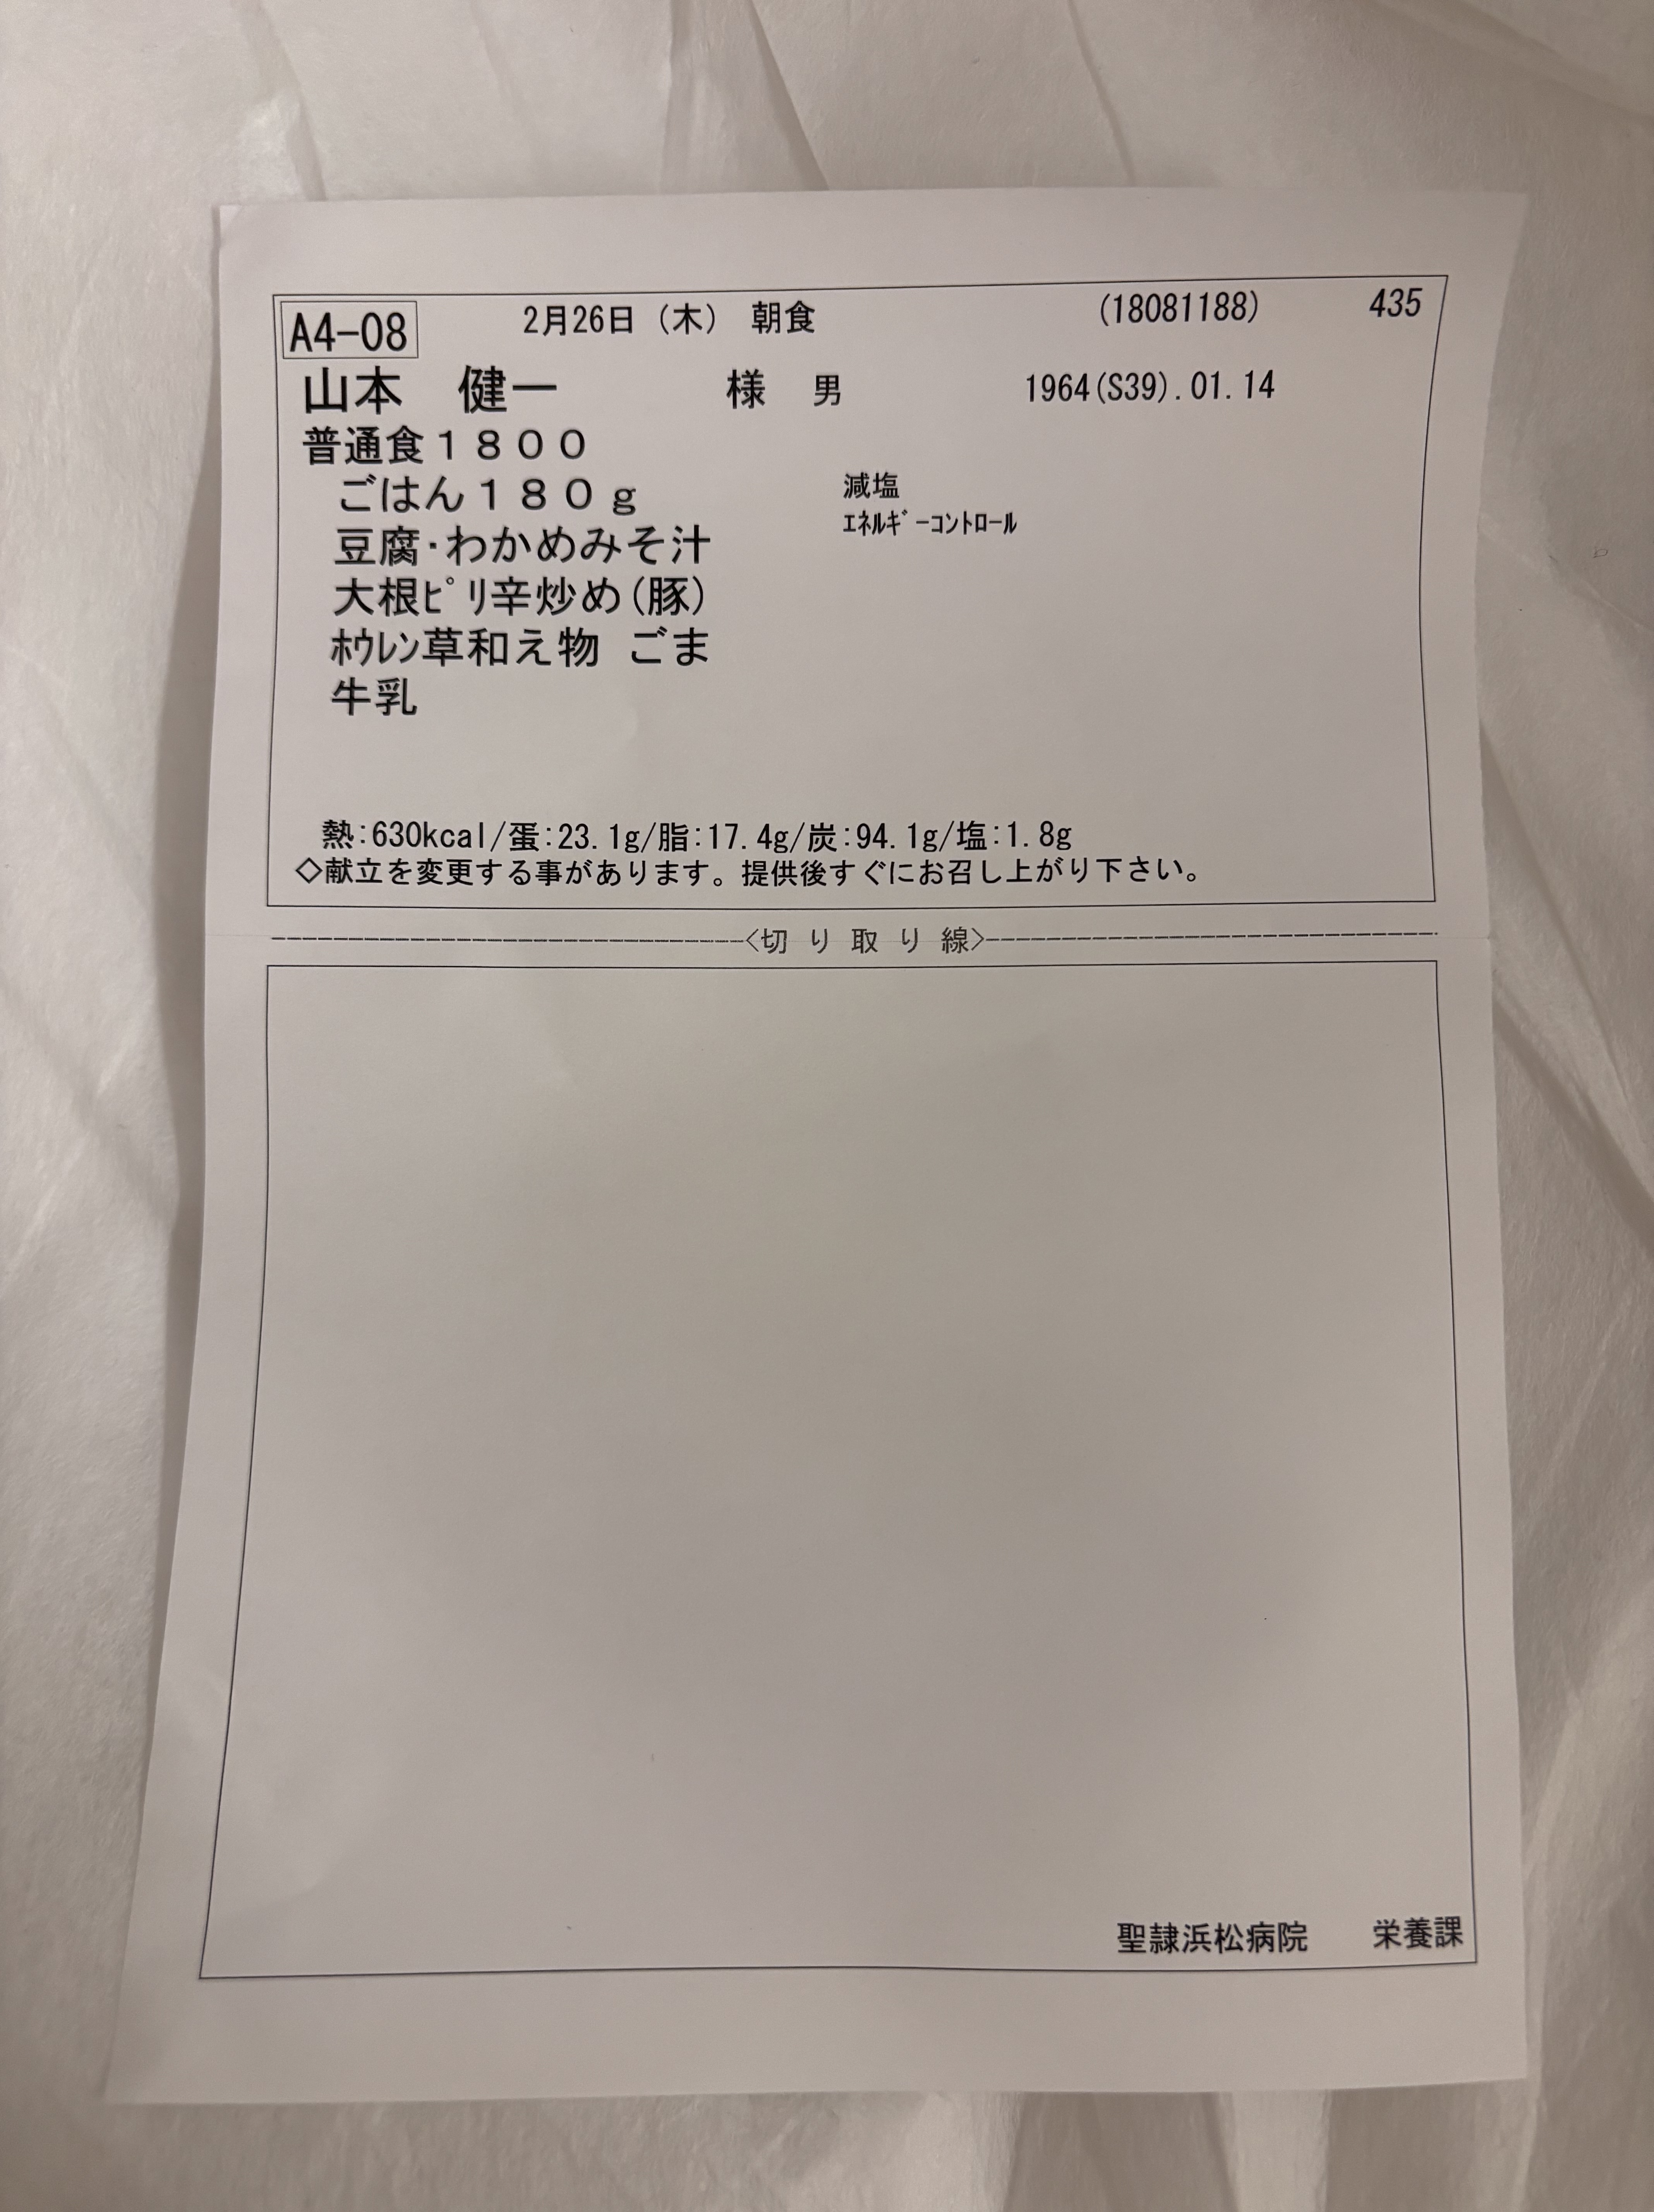 A4-08 2月26日（木） 朝食 (18081188) 435
山本 健一 様 男 1964(S39).01.14
普通食１８００
ごはん１８０ｇ 減塩
ｴﾈﾙｷﾞｰｺﾝﾄﾛｰﾙ
豆腐･わかめみそ汁
大根ﾋﾟﾘ辛炒め(豚)
ﾎｳﾚﾝ草和え物 ごま
牛乳
熱:630kcal/蛋:23.1g/脂:17.4g/炭:94.1g/塩:1.8g
◇献立を変更する事があります。提供後すぐにお召し上がり下さい。
------------------------------<切 り 取 り 線>------------------------------
聖隷浜松病院 栄養課